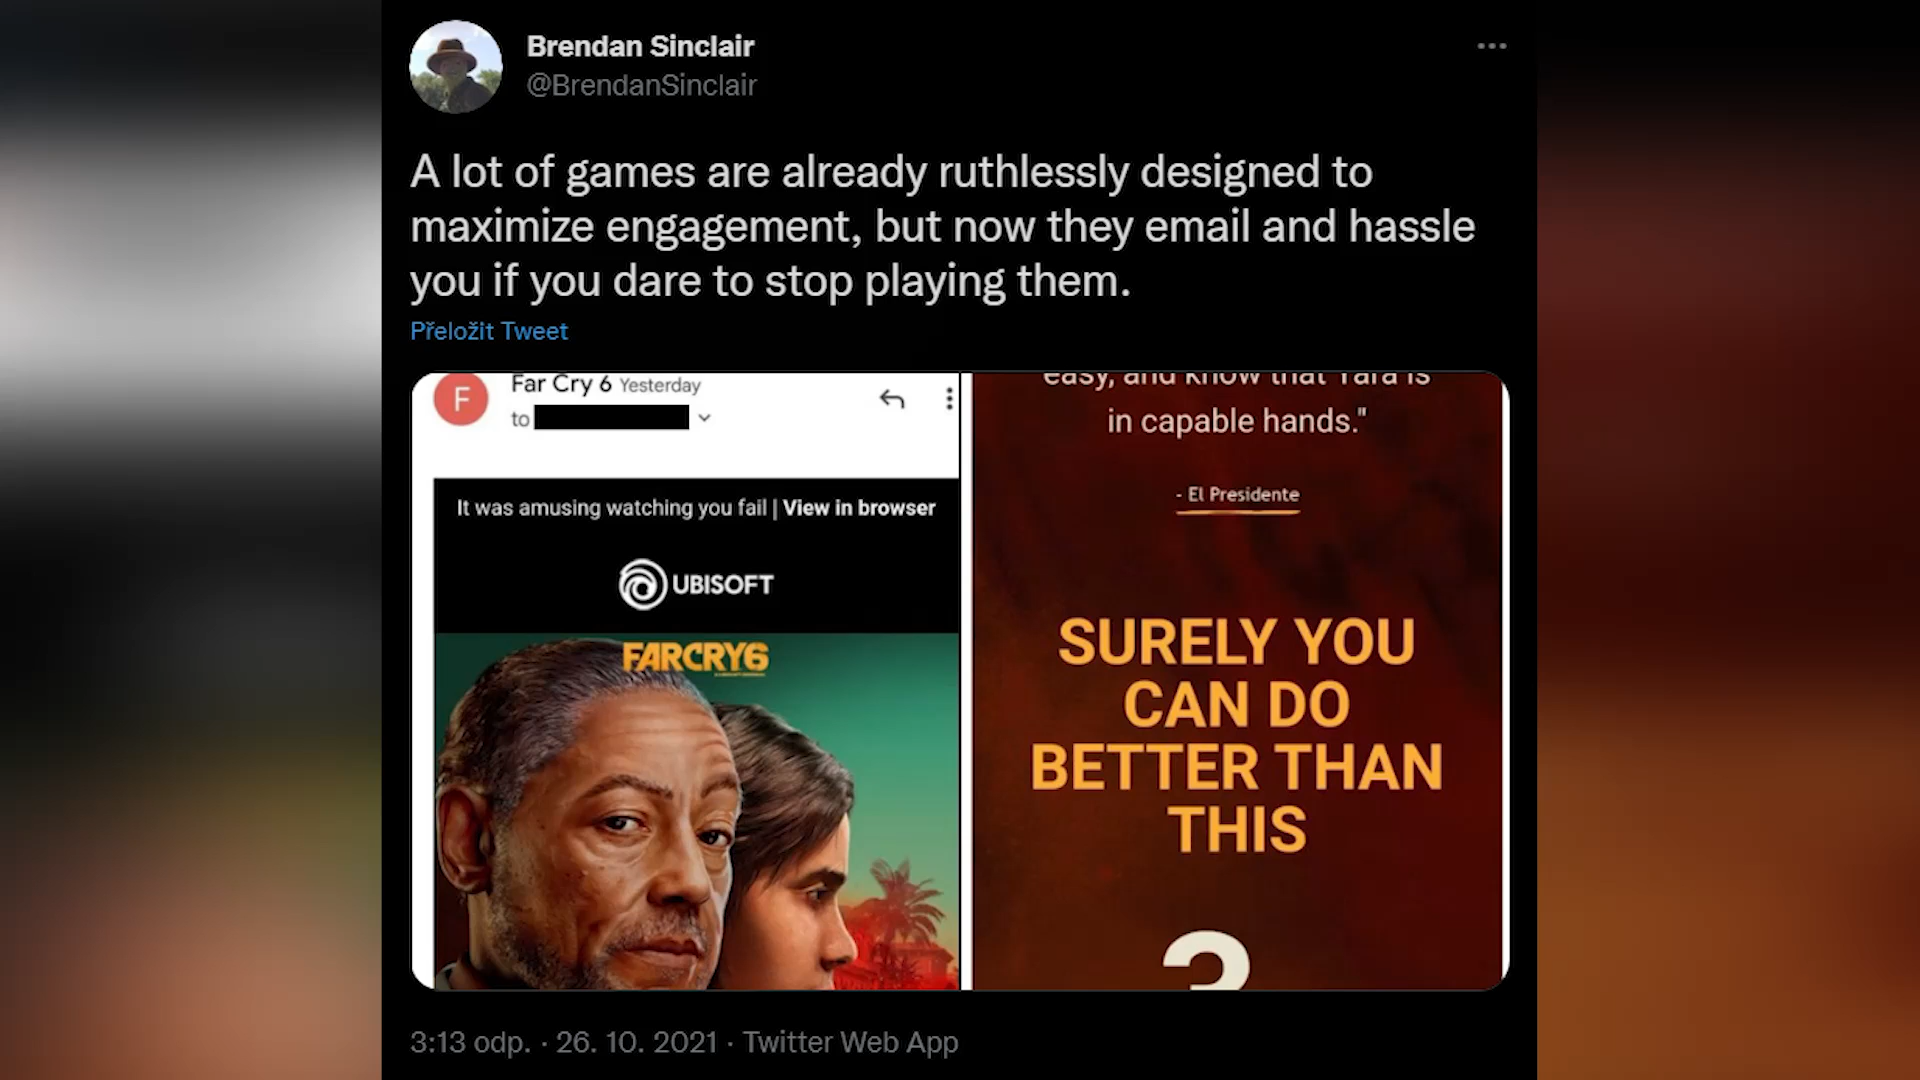 Brendan Sinclair
@BrendanSinclair
A lot of games are already ruthlessly designed to
maximize engagement, but now they email and hassle
you if you dare to stop playing them.
Přeložit Tweet
F
Far Cry 6 Yesterday
to
It was amusing watching you fail | View in browser
UBISOFT
FARCRY6
easy, and know that Yara is
in capable hands."
- El Presidente
SURELY YOU
CAN DO
BETTER THAN
THIS
3:13 odp. · 26. 10. 2021 · Twitter Web App